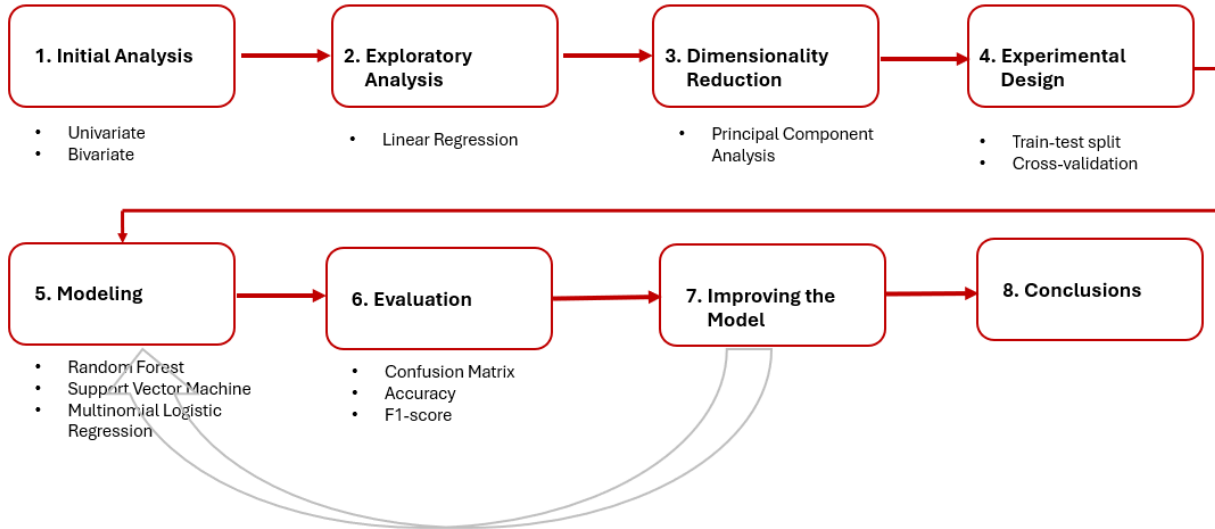 1. Initial Analysis
2. Exploratory
Analysis
3. Dimensionality
Reduction
4. Experimental
Design
• Univariate
• Bivariate
• Linear Regression
• Principal Component
Analysis
• Train-test split
• Cross-validation
5. Modeling
6. Evaluation
7. Improving the
Model
8. Conclusions
• Random Forest
• Support Vector Machine
• Multinomial Logistic
Regression
• Confusion Matrix
• Accuracy
• F1-score